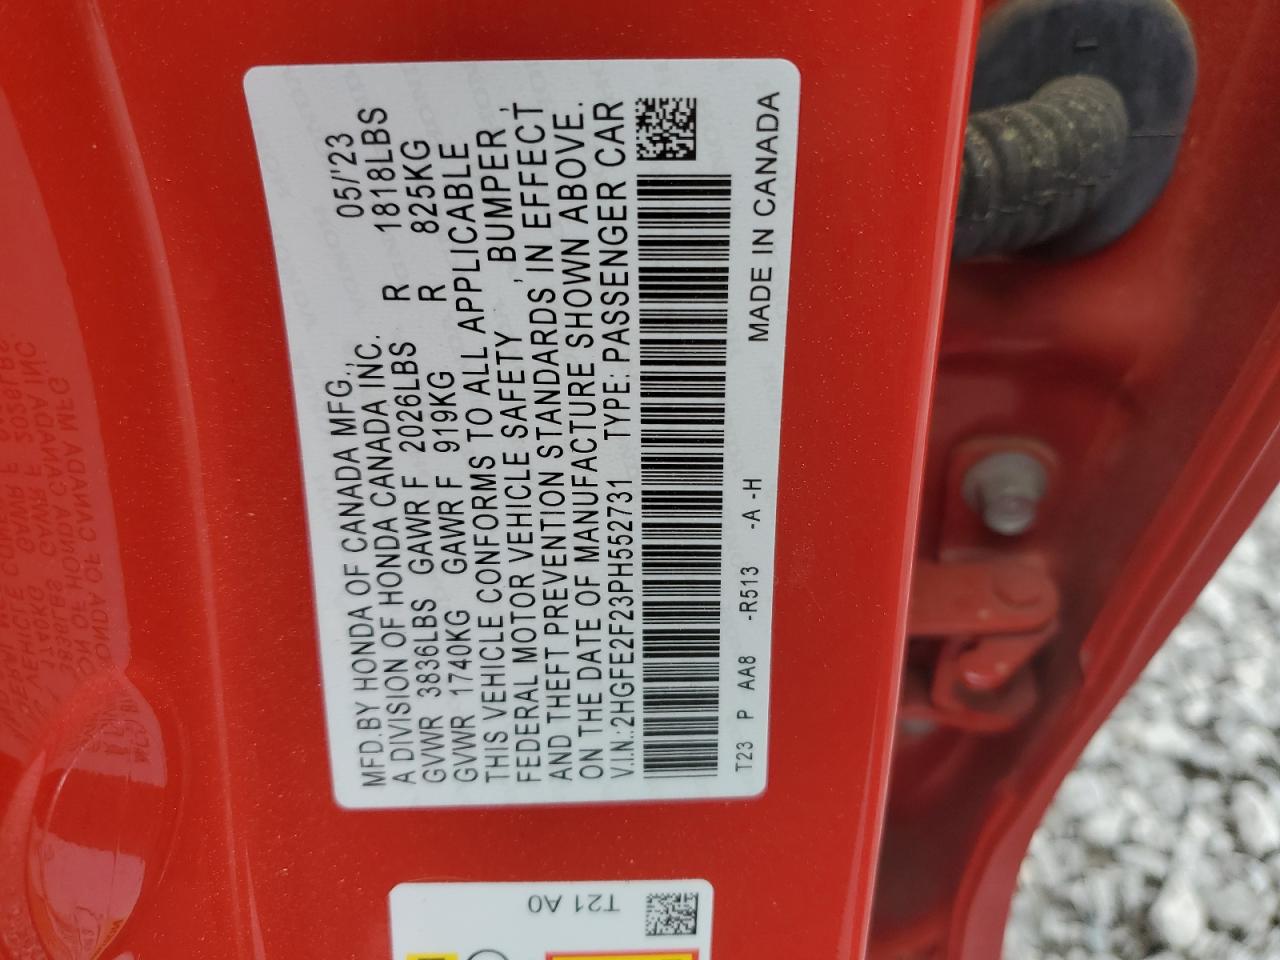 MFD.BY HONDA OF CANADA MFG., 05/'23
A DIVISION OF HONDA CANADA INC.
GVWR 3836LBS GAWR F 2026LBS R 1818LBS
GVWR 1740KG GAWR F 919KG R 825KG
THIS VEHICLE CONFORMS TO ALL APPLICABLE
FEDERAL MOTOR VEHICLE SAFETY , BUMPER ,
AND THEFT PREVENTION STANDARDS IN EFFECT
ON THE DATE OF MANUFACTURE SHOWN ABOVE.
V.I.N.:2HGFE2F23PH552731 TYPE: PASSENGER CAR
T23 P AA8 -R513 -A -H
MADE IN CANADA
T21 A0